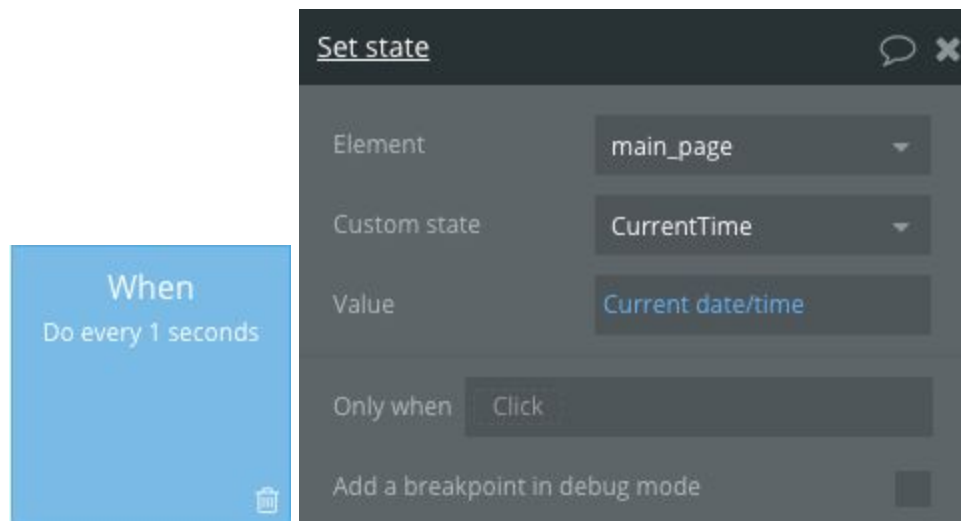 When
Do every 1 seconds
Set state
Element
main_page
Custom state
CurrentTime
Value
Current date/time
Only when
Click
Add a breakpoint in debug mode